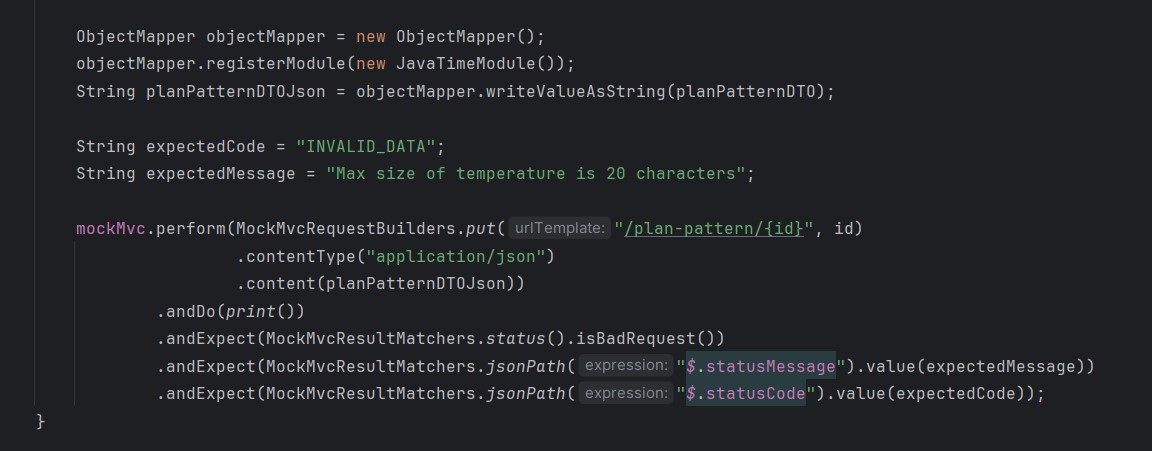 ObjectMapper objectMapper = new ObjectMapper();
objectMapper.registerModule(new JavaTimeModule());
String planPatternDTOJson = objectMapper.writeValueAsString(planPatternDTO);
String expectedCode = "INVALID_DATA";
String expectedMessage = "Max size of temperature is 20 characters";
mockMvc.perform(MockMvcRequestBuilders.put( urlTemplate: "/plan-pattern/{id}", id)
.contentType("application/json")
.content(planPatternDTOJson))
.andDo(print())
.andExpect(MockMvcResultMatchers.status().isBadRequest())
.andExpect(MockMvcResultMatchers.jsonPath( expression: "$.statusMessage").value(expectedMessage))
.andExpect(MockMvcResultMatchers.jsonPath( expression: "$.statusCode").value(expectedCode));
}